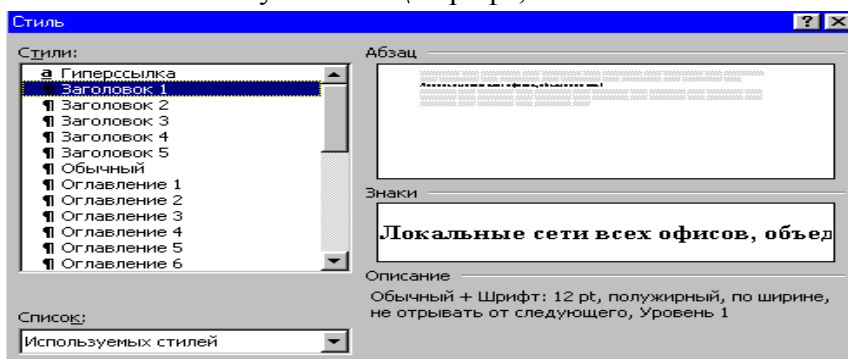 Стиль
Стили:
a Гиперссылка
¶ Заголовок 1
¶ Заголовок 2
¶ Заголовок 3
¶ Заголовок 4
¶ Заголовок 5
¶ Обычный
¶ Оглавление 1
¶ Оглавление 2
¶ Оглавление 3
¶ Оглавление 4
¶ Оглавление 5
¶ Оглавление 6
Список:
Используемых стилей
Абзац
Знаки
Локальные сети всех офисов, объед
Описание
Обычный + Шрифт: 12 pt, полужирный, по ширине,
не отрывать от следующего, Уровень 1